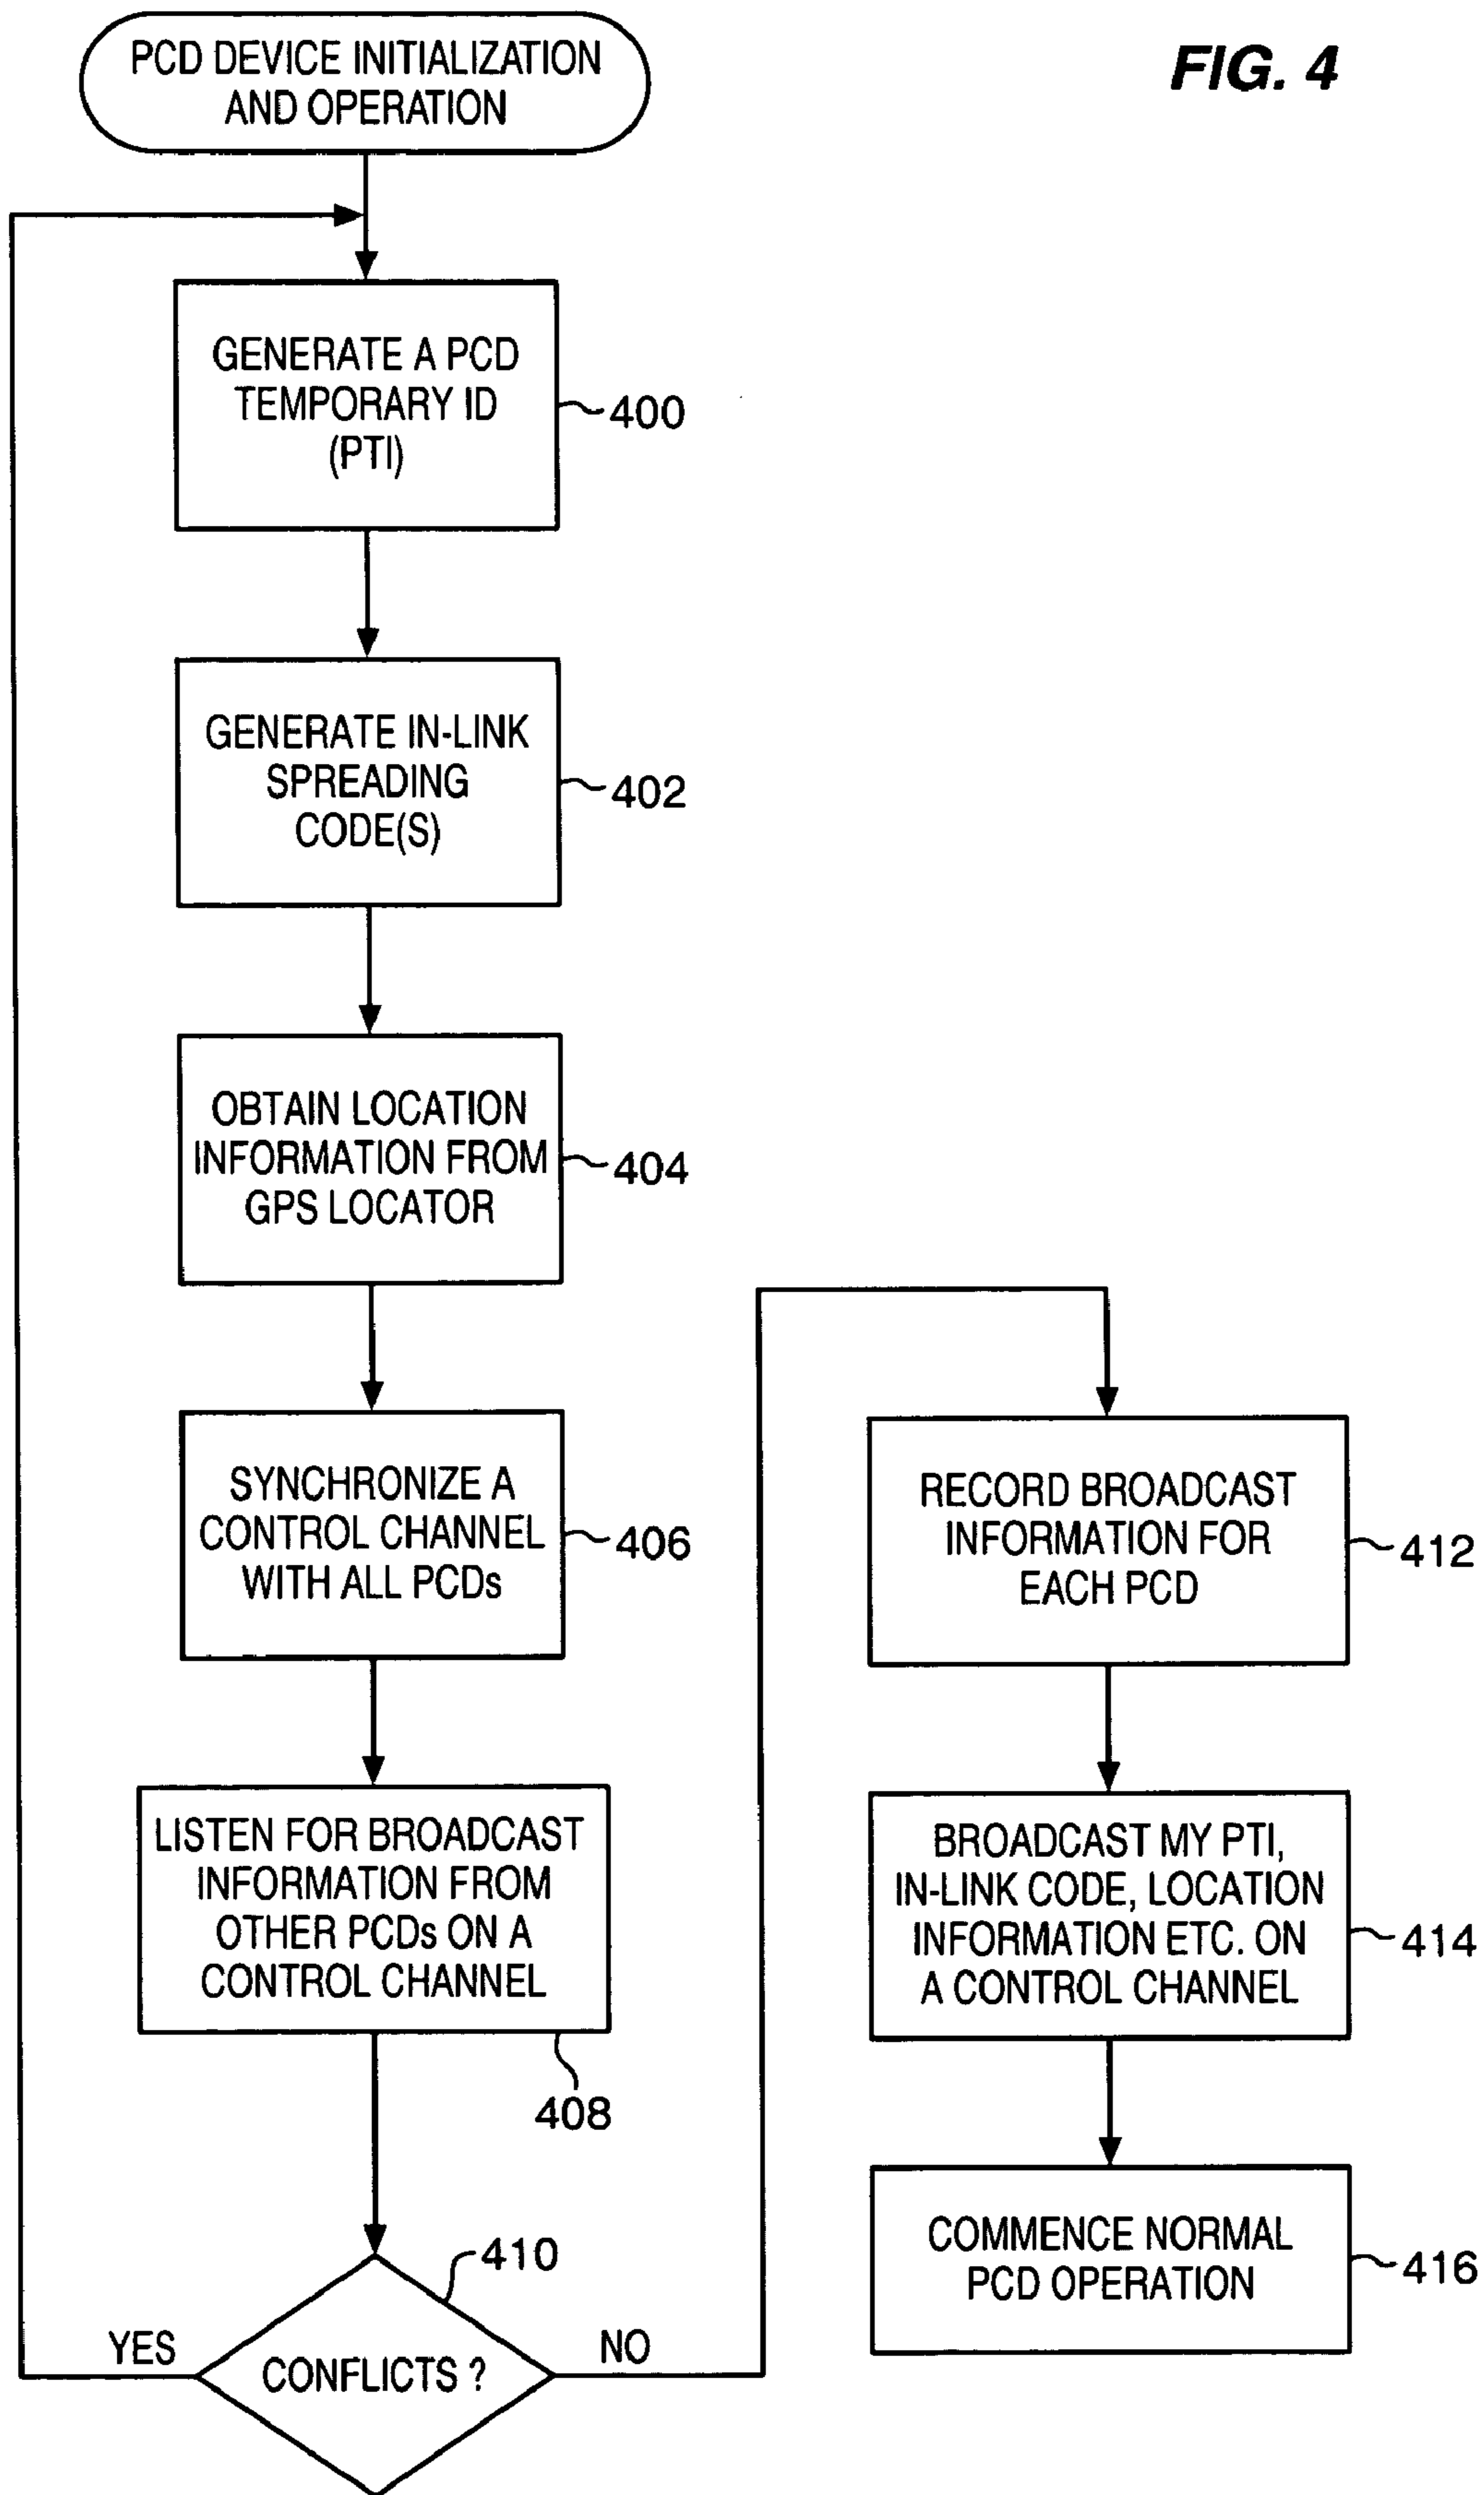 PCD DEVICE INITIALIZATION
AND OPERATION
FIG. 4
GENERATE A PCD
TEMPORARY ID
(PTI)
400
GENERATE IN-LINK
SPREADING
CODE(S)
402
OBTAIN LOCATION
INFORMATION FROM
GPS LOCATOR
404
SYNCHRONIZE A
CONTROL CHANNEL
WITH ALL PCDs
406
LISTEN FOR BROADCAST
INFORMATION FROM
OTHER PCDs ON A
CONTROL CHANNEL
408
410
YES
CONFLICTS ?
NO
RECORD BROADCAST
INFORMATION FOR
EACH PCD
412
BROADCAST MY PTI,
IN-LINK CODE, LOCATION
INFORMATION ETC. ON
A CONTROL CHANNEL
414
COMMENCE NORMAL
PCD OPERATION
416